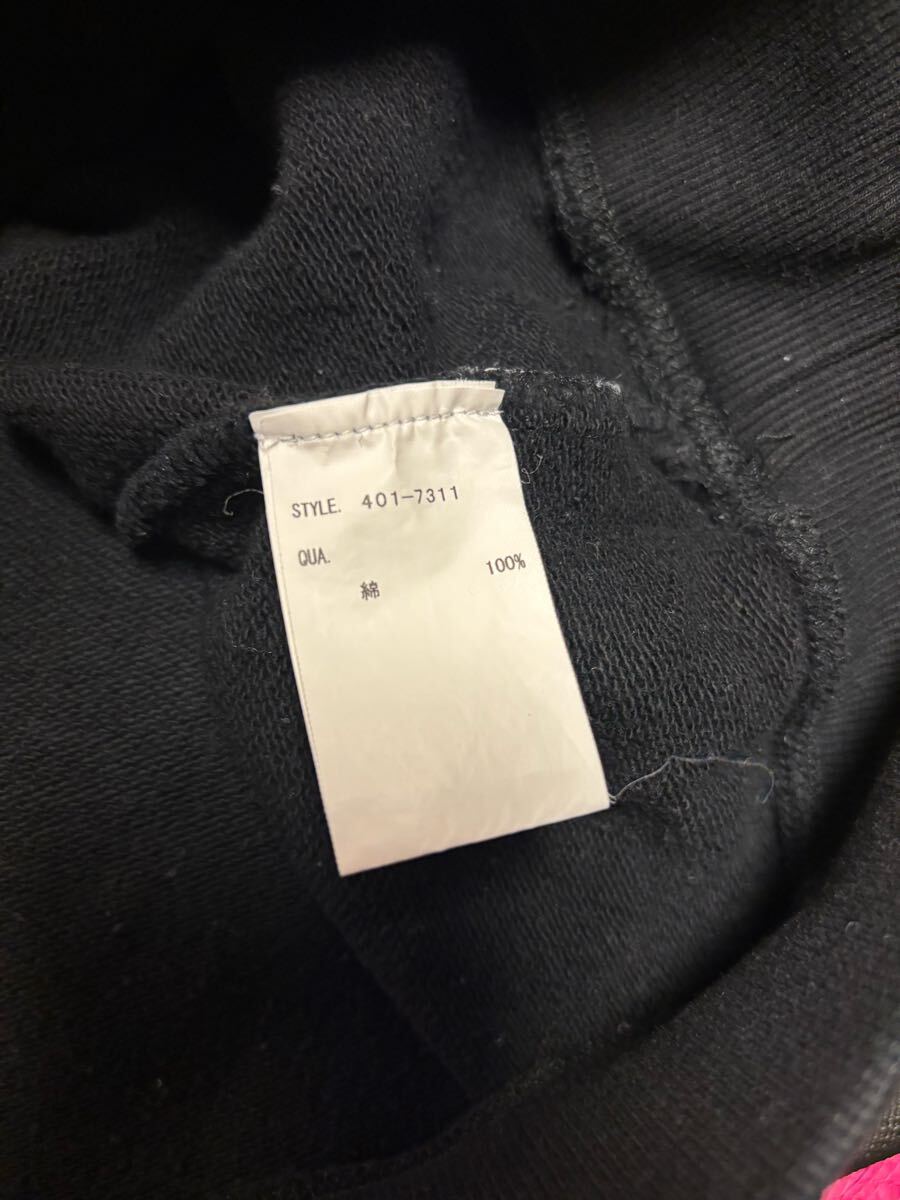 STYLE. 401-7311
QUA.
100%
綿